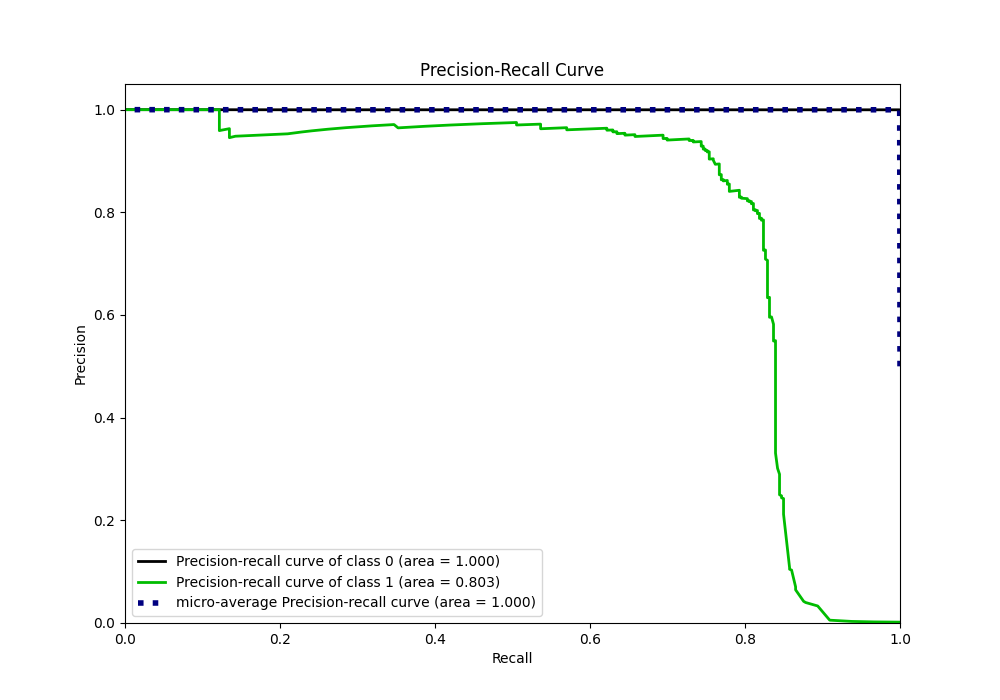 Precision-Recall Curve
1.0
0.8
0.6
0.4
0.2
0.0
Precision
Precision-recall curve of class 0 (area = 1.000)
Precision-recall curve of class 1 (area = 0.803)
micro-average Precision-recall curve (area = 1.000)
0.0 0.2 0.4 0.6 0.8 1.0
Recall